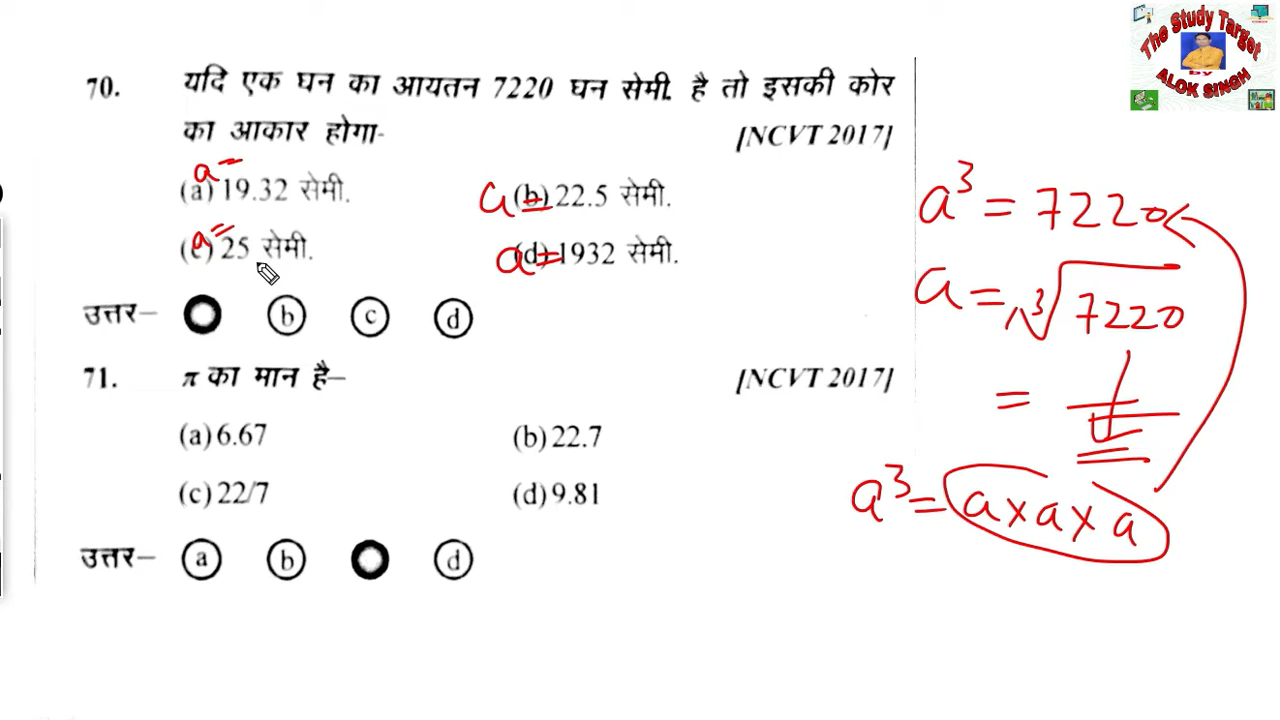 The Study Target
by
ALOK SINGH
70. यदि एक घन का आयतन 7220 घन सेमी. है तो इसकी कोर
का आकार होगा- [NCVT 2017]
a=
(a) 19.32 सेमी. a= (b) 22.5 सेमी.
a= 25 सेमी. a= (d) 1932 सेमी.
उत्तर– b c d
71. π का मान है– [NCVT 2017]
(a) 6.67 (b) 22.7
(c) 22/7 (d) 9.81
उत्तर– a b d
a³ = 7220
a = ∛7220
=
a³ = a×a×a